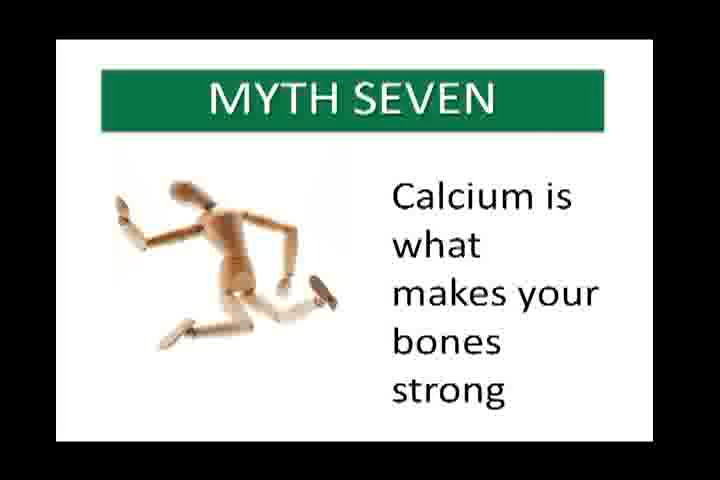 MYTH SEVEN
Calcium is
what
makes your
bones
strong